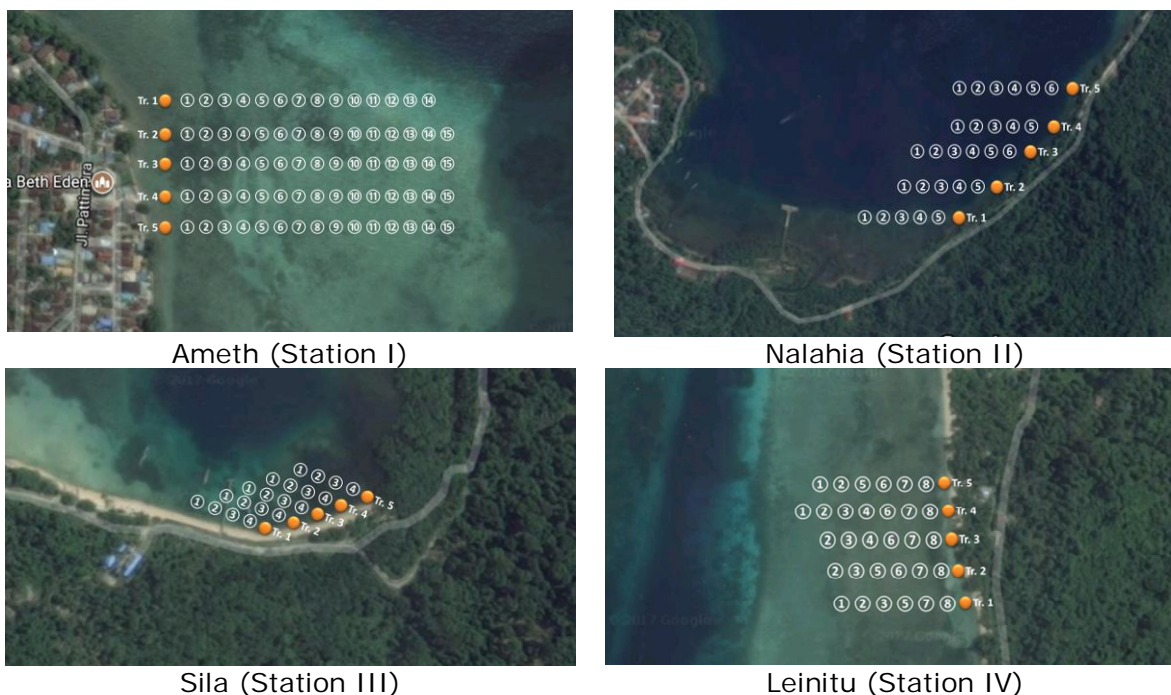 Tr. 1 ① ② ③ ④ ⑤ ⑥ ⑦ ⑧ ⑨ ⑩ ⑪ ⑫ ⑬ ⑭
Tr. 2 ① ② ③ ④ ⑤ ⑥ ⑦ ⑧ ⑨ ⑩ ⑪ ⑫ ⑬ ⑭ ⑮
Tr. 3 ① ② ③ ④ ⑤ ⑥ ⑦ ⑧ ⑨ ⑩ ⑪ ⑫ ⑬ ⑭ ⑮
a Beth Eden
Tr. 4 ① ② ③ ④ ⑤ ⑥ ⑦ ⑧ ⑨ ⑩ ⑪ ⑫ ⑬ ⑭ ⑮
Tr. 5 ① ② ③ ④ ⑤ ⑥ ⑦ ⑧ ⑨ ⑩ ⑪ ⑫ ⑬ ⑭ ⑮
Ameth (Station I)
① ② ③ ④ ⑤ ⑥ Tr. 5
① ② ③ ④ ⑤ Tr. 4
① ② ③ ④ ⑤ ⑥ Tr. 3
① ② ③ ④ ⑤ Tr. 2
① ② ③ ④ ⑤ Tr. 1
Nalahia (Station II)
2017 Google
① ② ③ ④ Tr. 5
① ② ③ ④ Tr. 4
① ② ③ ④ Tr. 3
① ② ③ ④ Tr. 2
① ② ③ ④ Tr. 1
Sila (Station III)
① ② ⑤ ⑥ ⑦ ⑧ Tr. 5
① ② ③ ④ ⑥ ⑦ ⑧ Tr. 4
② ③ ④ ⑥ ⑦ ⑧ Tr. 3
② ③ ⑤ ⑥ ⑦ ⑧ Tr. 2
① ② ③ ⑤ ⑦ ⑧ Tr. 1
© 2017 Google
Leinitu (Station IV)